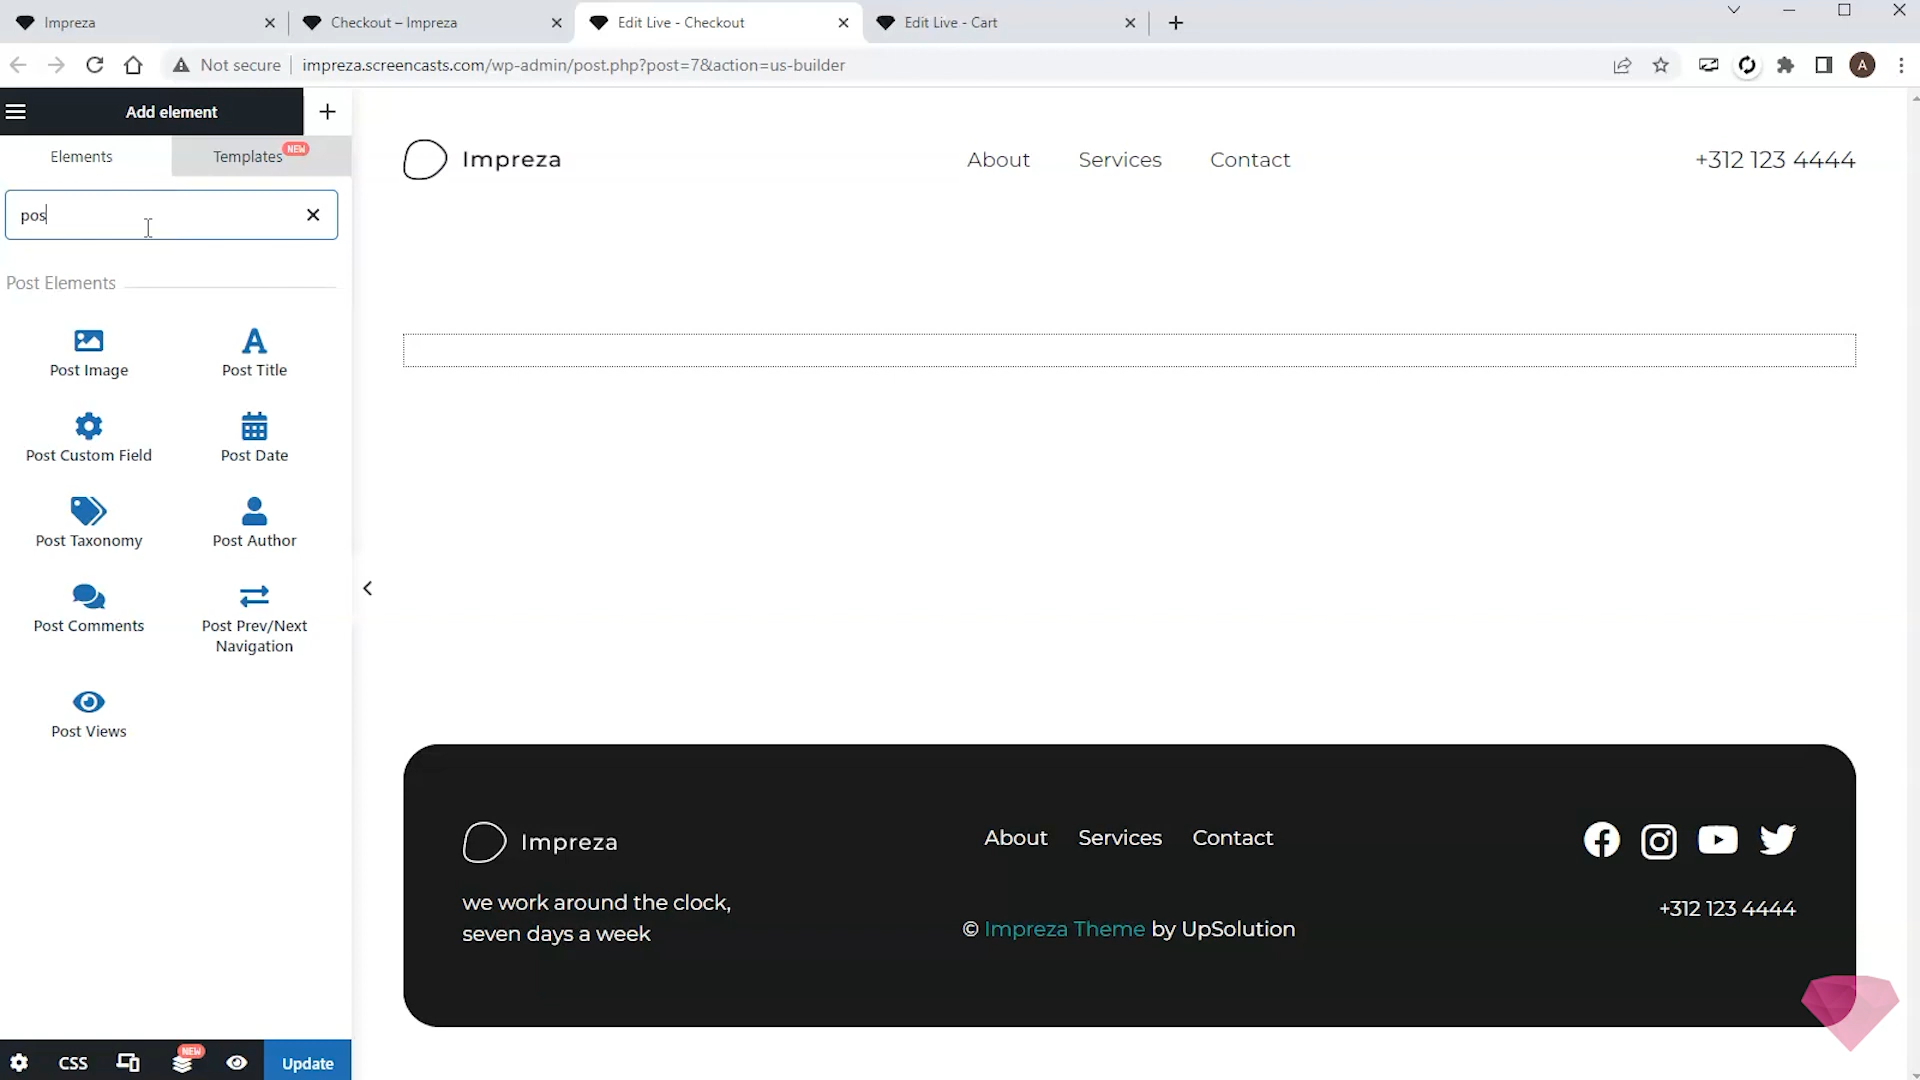 Impreza
Checkout – Impreza
Edit Live - Checkout
Edit Live - Cart
Not secure
impreza.screencasts.com/wp-admin/post.php?post=7&action=us-builder
A
Add element
Elements
Templates
NEW
pos
Post Elements
Post Image
Post Title
Post Custom Field
Post Date
Post Taxonomy
Post Author
Post Comments
Post Prev/Next
Navigation
Post Views
CSS
NEW
Update
Impreza
About
Services
Contact
+312 123 4444
Impreza
we work around the clock,
seven days a week
About
Services
Contact
© Impreza Theme by UpSolution
+312 123 4444